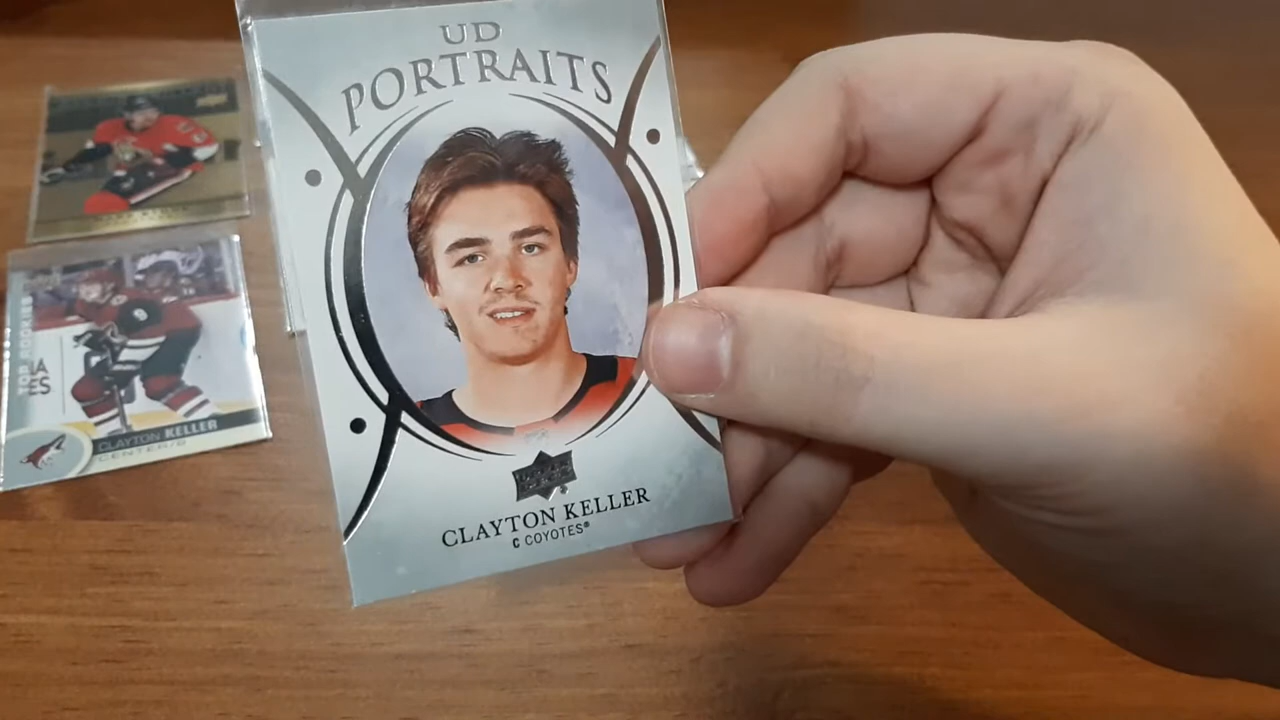 UD
PORTRAITS
CLAYTON KELLER
C COYOTES®
TOP ROOKIES
CLAYTON KELLER
CENTER/C